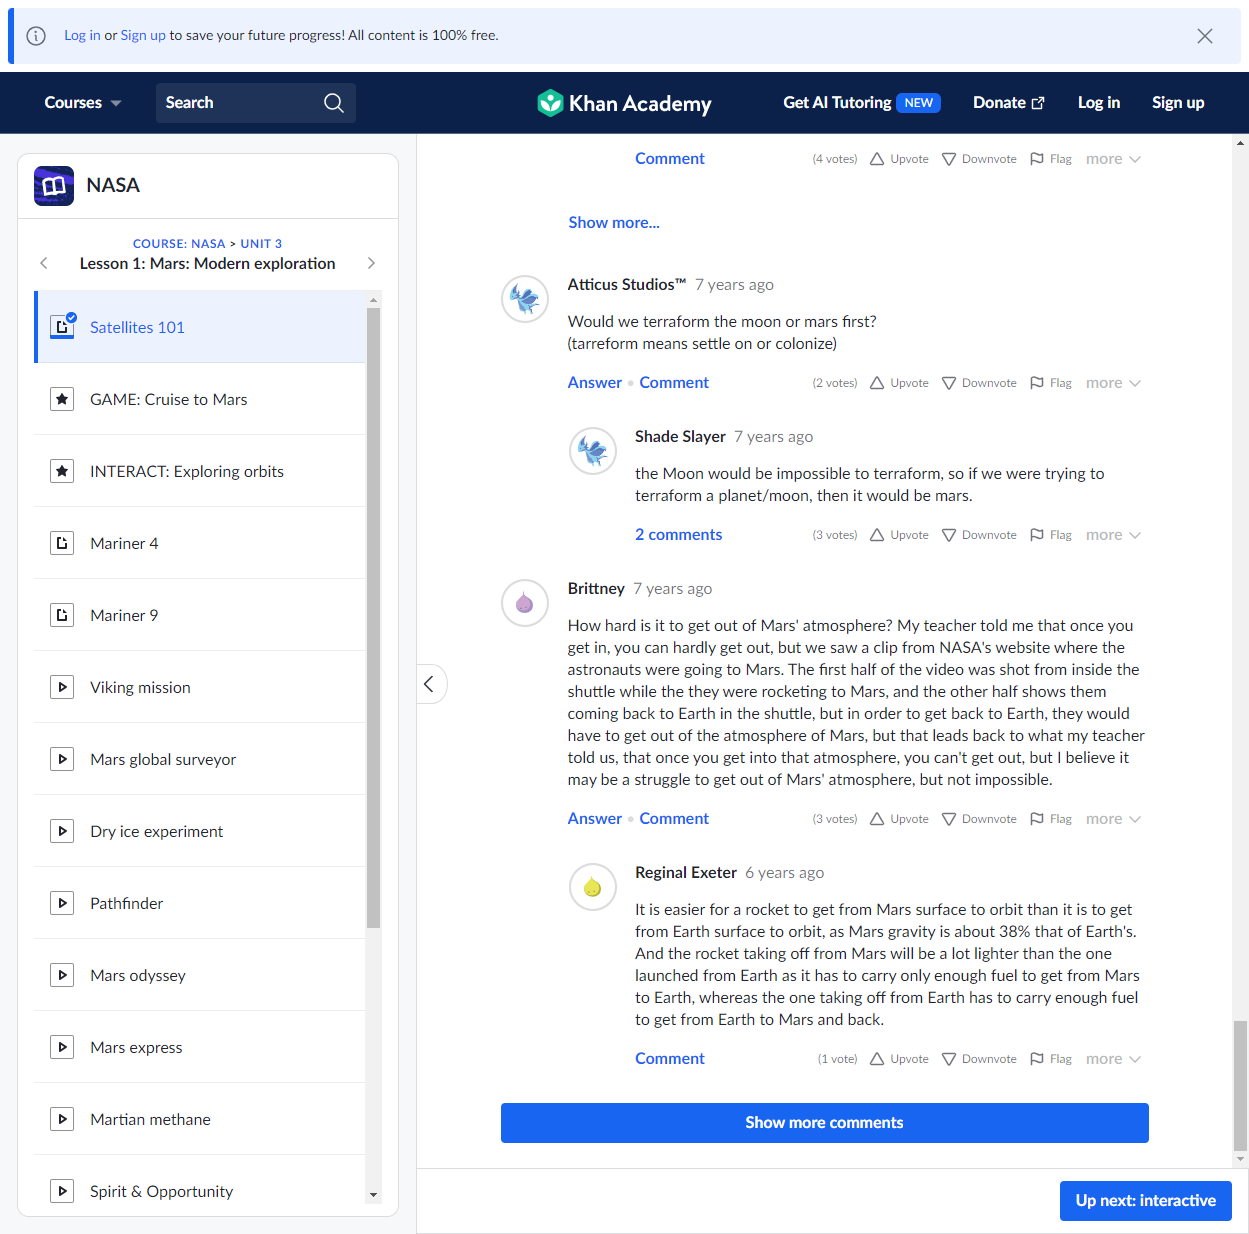 Log in or Sign up to save your future progress! All content is 100% free.
Courses
Search
Khan Academy
Get AI Tutoring NEW
Donate
Log in
Sign up
NASA
COURSE: NASA > UNIT 3
Lesson 1: Mars: Modern exploration
Satellites 101
GAME: Cruise to Mars
INTERACT: Exploring orbits
Mariner 4
Mariner 9
Viking mission
Mars global surveyor
Dry ice experiment
Pathfinder
Mars odyssey
Mars express
Martian methane
Spirit & Opportunity
Comment (4 votes) Upvote Downvote Flag more
Show more...
Atticus Studios™ 7 years ago
Would we terraform the moon or mars first?
(tarreform means settle on or colonize)
Answer • Comment (2 votes) Upvote Downvote Flag more
Shade Slayer 7 years ago
the Moon would be impossible to terraform, so if we were trying to
terraform a planet/moon, then it would be mars.
2 comments (3 votes) Upvote Downvote Flag more
Brittney 7 years ago
How hard is it to get out of Mars' atmosphere? My teacher told me that once you
get in, you can hardly get out, but we saw a clip from NASA's website where the
astronauts were going to Mars. The first half of the video was shot from inside the
shuttle while the they were rocketing to Mars, and the other half shows them
coming back to Earth in the shuttle, but in order to get back to Earth, they would
have to get out of the atmosphere of Mars, but that leads back to what my teacher
told us, that once you get into that atmosphere, you can't get out, but I believe it
may be a struggle to get out of Mars' atmosphere, but not impossible.
Answer • Comment (3 votes) Upvote Downvote Flag more
Reginal Exeter 6 years ago
It is easier for a rocket to get from Mars surface to orbit than it is to get
from Earth surface to orbit, as Mars gravity is about 38% that of Earth's.
And the rocket taking off from Mars will be a lot lighter than the one
launched from Earth as it has to carry only enough fuel to get from Mars
to Earth, whereas the one taking off from Earth has to carry enough fuel
to get from Earth to Mars and back.
Comment (1 vote) Upvote Downvote Flag more
Show more comments
Up next: interactive